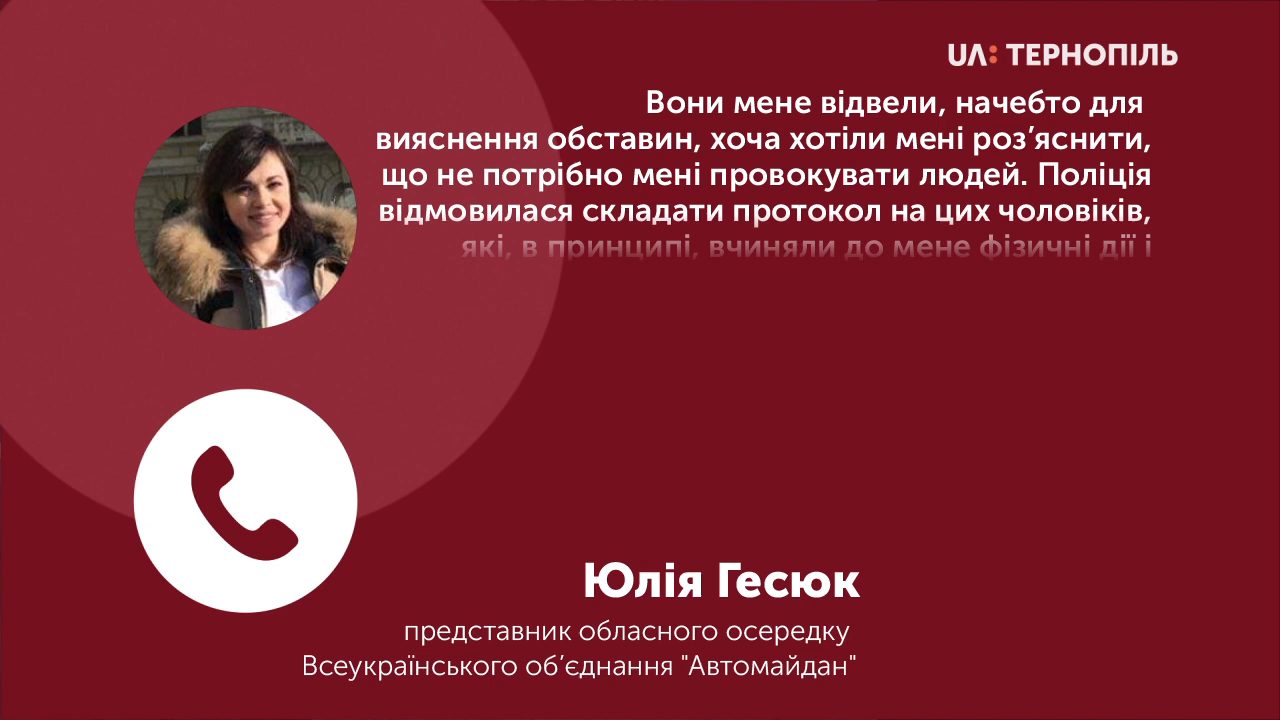 UA: ТЕРНОПІЛЬ
Вони мене відвели, начебто для
вияснення обставин, хоча хотіли мені роз’яснити,
що не потрібно мені провокувати людей. Поліція
відмовилася складати протокол на цих чоловіків,
які, в принципі, вчиняли до мене фізичні дії і
Юлія Гесюк
представник обласного осередку
Всеукраїнського об’єднання "Автомайдан"